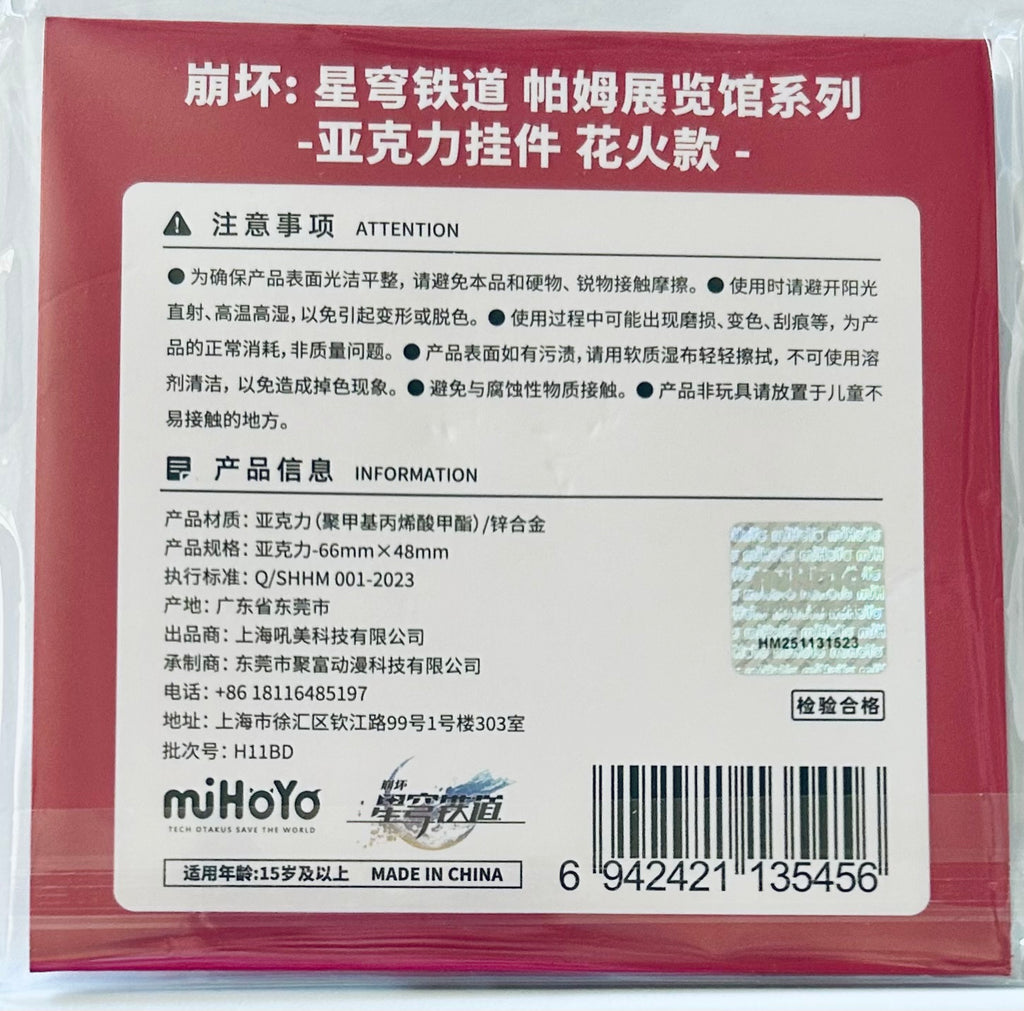 崩坏: 星穹铁道 帕姆展览馆系列
-亚克力挂件 花火款 -
注意事项 ATTENTION
●为确保产品表面光洁平整，请避免本品和硬物、锐物接触摩擦。●使用时请避开阳光
直射、高温高湿，以免引起变形或脱色。●使用过程中可能出现磨损、变色、刮痕等，为产
品的正常消耗，非质量问题。●产品表面如有污渍，请用软质湿布轻轻擦拭，不可使用溶
剂清洁，以免造成掉色现象。●避免与腐蚀性物质接触。●产品非玩具请放置于儿童不
易接触的地方。
产品信息 INFORMATION
产品材质：亚克力（聚甲基丙烯酸甲酯）/锌合金
产品规格：亚克力-66mm×48mm
执行标准：Q/SHHM 001-2023
产地：广东省东莞市
出品商：上海吼美科技有限公司
承制商：东莞市聚富动漫科技有限公司
电话：+86 18116485197
地址：上海市徐汇区钦江路99号1号楼303室
批次号：H11BD
miHoYo
HM251131523
检验合格
miHoYo
TECH OTAKUS SAVE THE WORLD
崩坏
星穹铁道
适用年龄:15岁及以上 MADE IN CHINA
6 942421 135456